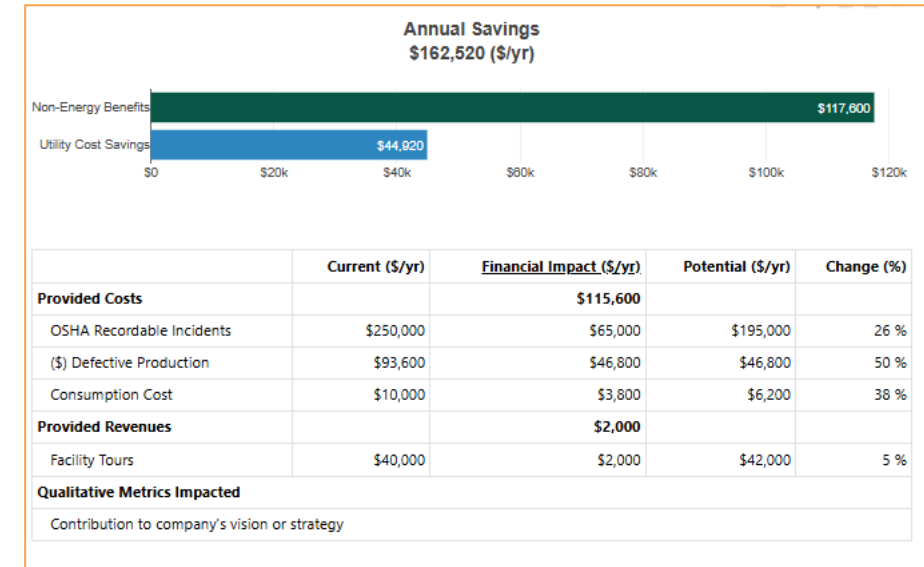 Annual Savings
$162,520 ($/yr)
Non-Energy Benefits $117,600
Utility Cost Savings $44,920
$0 $20k $40k $60k $80k $100k $120k
Current ($/yr) Financial Impact ($/yr) Potential ($/yr) Change (%)
Provided Costs $115,600
OSHA Recordable Incidents $250,000 $65,000 $195,000 26 %
($) Defective Production $93,600 $46,800 $46,800 50 %
Consumption Cost $10,000 $3,800 $6,200 38 %
Provided Revenues $2,000
Facility Tours $40,000 $2,000 $42,000 5 %
Qualitative Metrics Impacted
Contribution to company's vision or strategy